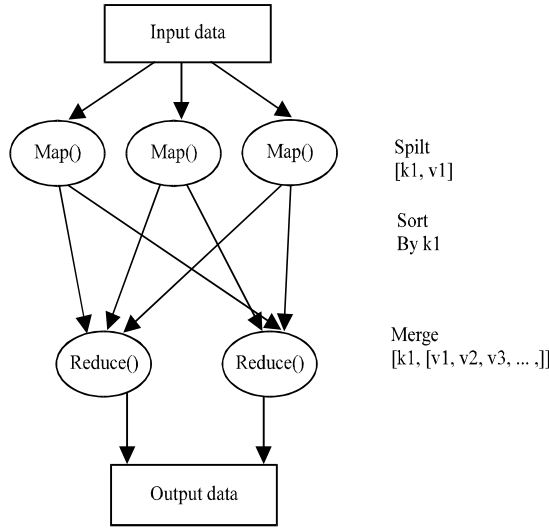 Input data
Map()
Map()
Map()
Spilt
[k1, v1]
Sort
By k1
Reduce()
Reduce()
Merge
[k1, [v1, v2, v3, ... ,]]
Output data